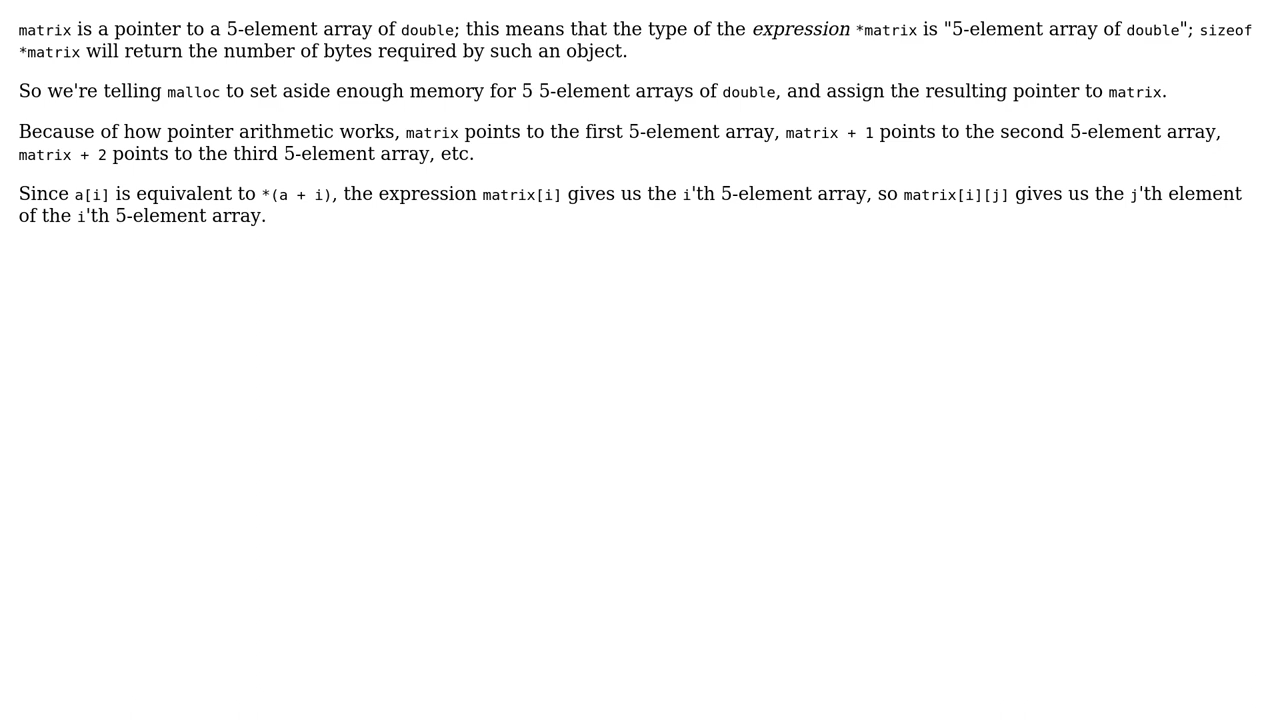 matrix is a pointer to a 5-element array of double; this means that the type of the expression *matrix is "5-element array of double"; sizeof
*matrix will return the number of bytes required by such an object.
So we're telling malloc to set aside enough memory for 5 5-element arrays of double, and assign the resulting pointer to matrix.
Because of how pointer arithmetic works, matrix points to the first 5-element array, matrix + 1 points to the second 5-element array,
matrix + 2 points to the third 5-element array, etc.
Since a[i] is equivalent to *(a + i), the expression matrix[i] gives us the i'th 5-element array, so matrix[i][j] gives us the j'th element
of the i'th 5-element array.